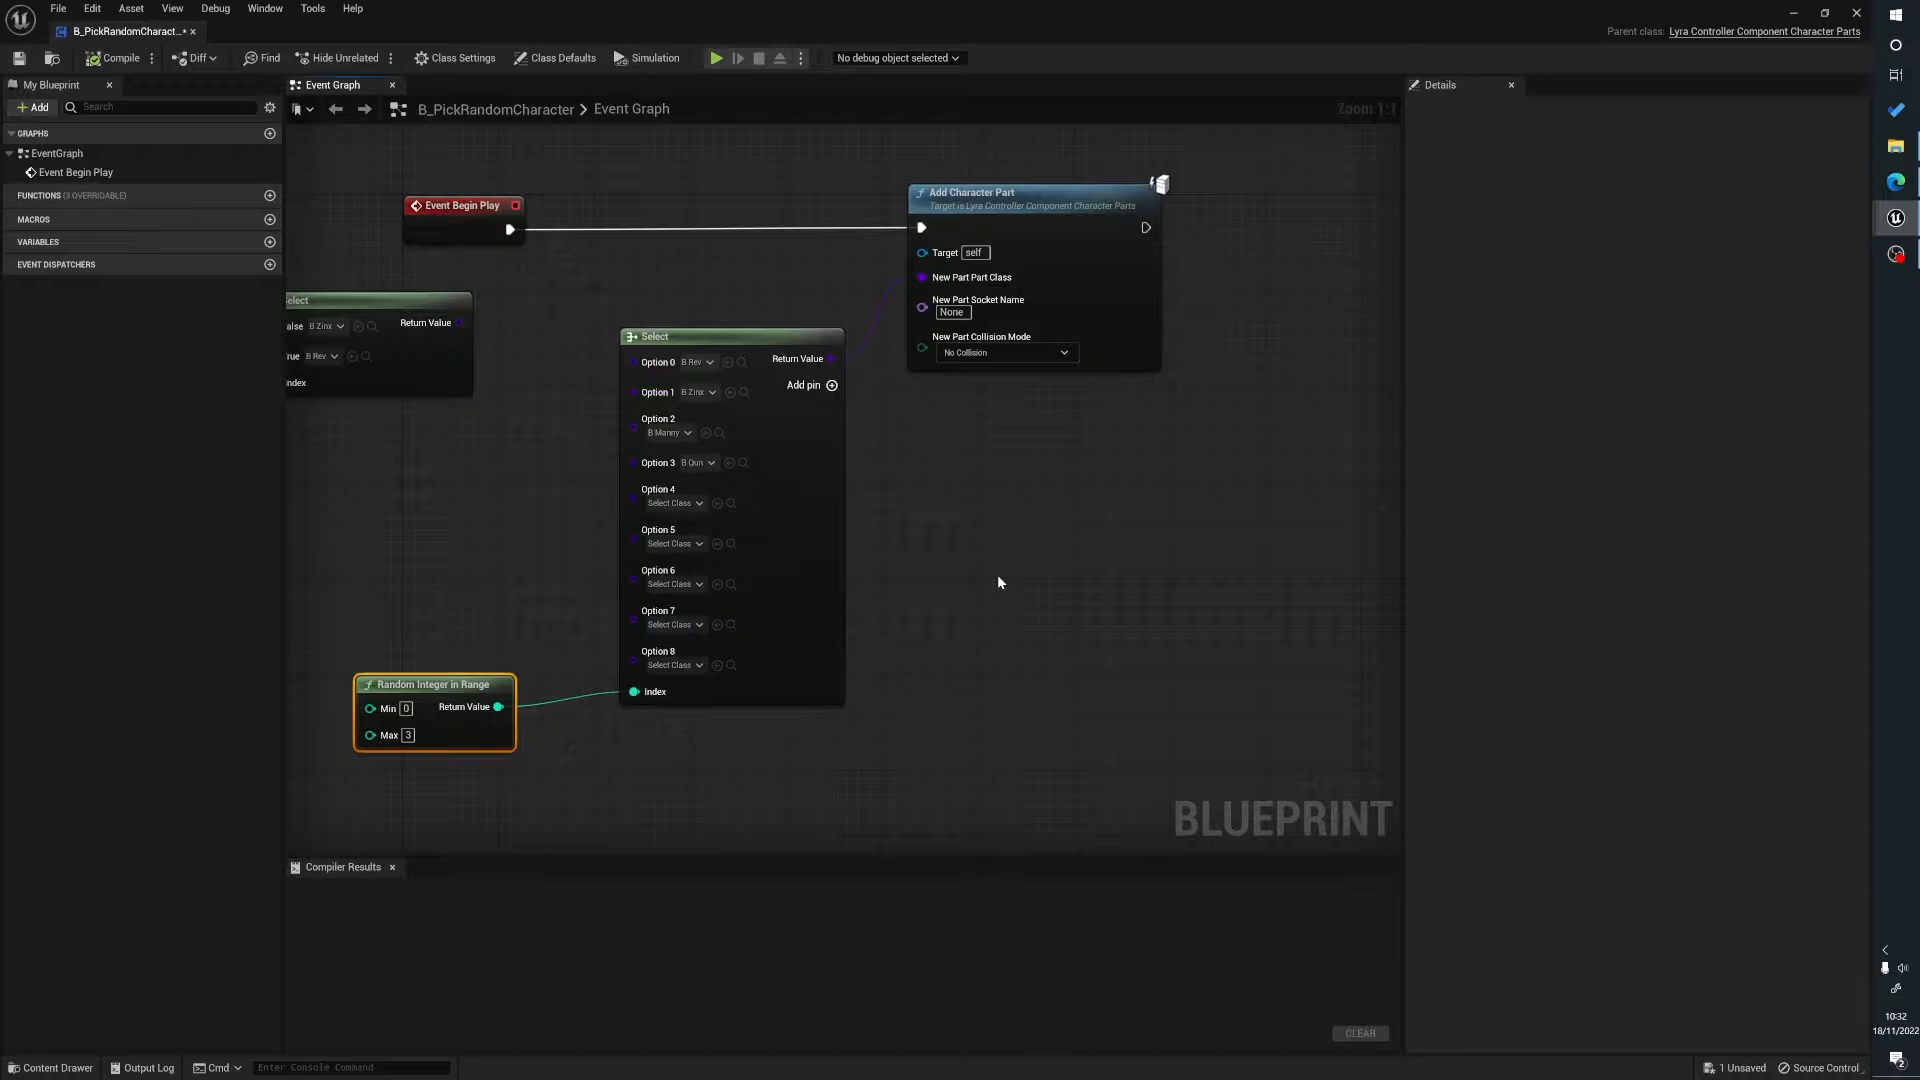 File Edit Asset View Debug Window Tools Help
B_PickRandomCharact...*
Parent class: Lyra Controller Component Character Parts
Compile Diff Find Hide Unrelated Class Settings Class Defaults Simulation No debug object selected
My Blueprint Event Graph Details
Add Search B_PickRandomCharacter > Event Graph Zoom 1:1
GRAPHS
EventGraph
Event Begin Play
FUNCTIONS (3 OVERRIDABLE)
MACROS
VARIABLES
EVENT DISPATCHERS
Event Begin Play
Add Character Part
Target is Lyra Controller Component Character Parts
Target self
New Part Part Class
New Part Socket Name
None
New Part Collision Mode
No Collision
elect
alse B Zinx Return Value
rue B Rev
ndex
Select
Option 0 B Rev Return Value
Add pin
Option 1 B Zinx
Option 2
B Manny
Option 3 B Qun
Option 4
Select Class
Option 5
Select Class
Option 6
Select Class
Option 7
Select Class
Option 8
Select Class
Index
Random Integer in Range
Min 0 Return Value
Max 3
BLUEPRINT
Compiler Results
CLEAR
10:32
18/11/2022
2
Content Drawer Output Log Cmd Enter Console Command 1 Unsaved Source Control